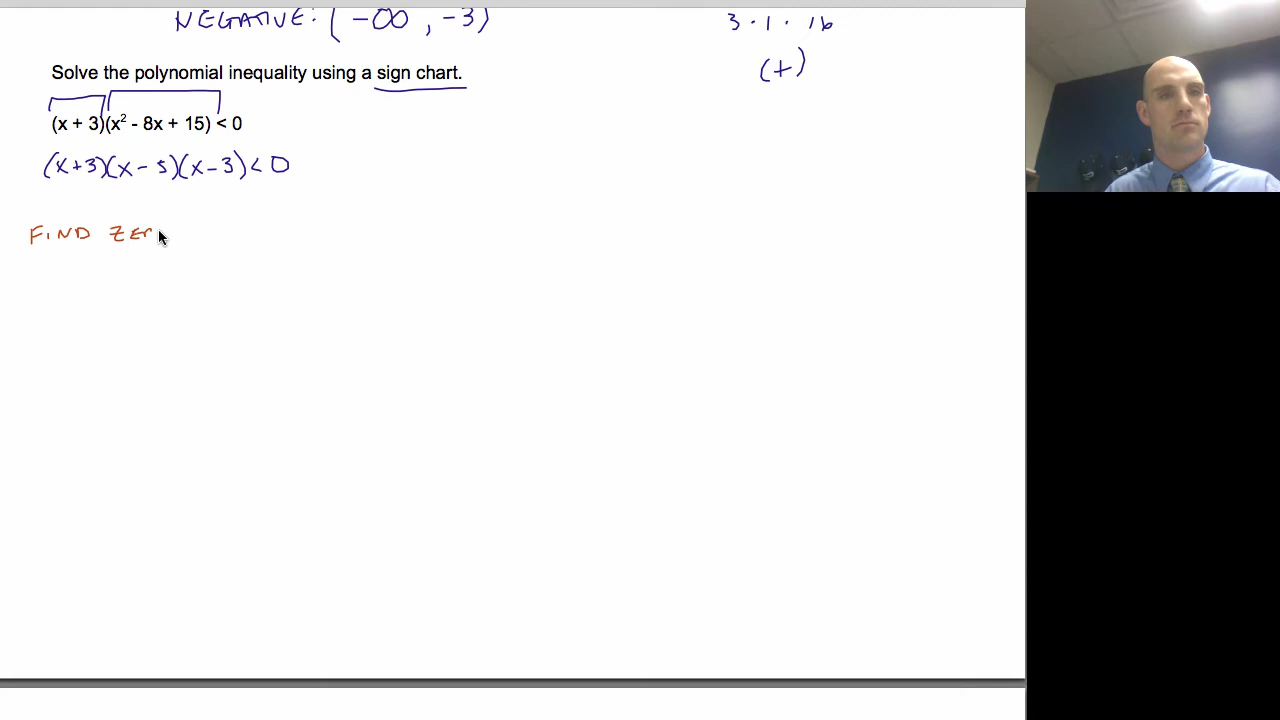 NEGATIVE: (-∞, -3)
3 · 1 · 16
(+)
Solve the polynomial inequality using a sign chart.
(x + 3)(x² - 8x + 15) < 0
(x+3)(x-5)(x-3)<0
FIND ZER